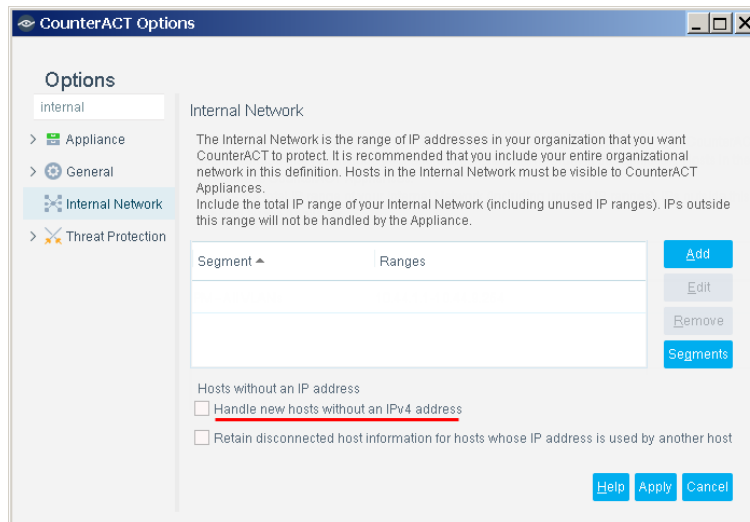 CounterACT Options
Options
internal
Appliance
General
Internal Network
Threat Protection
Internal Network
The Internal Network is the range of IP addresses in your organization that you want
CounterACT to protect. It is recommended that you include your entire organizational
network in this definition. Hosts in the Internal Network must be visible to CounterACT
Appliances.
Include the total IP range of your Internal Network (including unused IP ranges). IPs outside
this range will not be handled by the Appliance.
Segment Ranges
Add
Edit
Remove
Segments
Hosts without an IP address
Handle new hosts without an IPv4 address
Retain disconnected host information for hosts whose IP address is used by another host
Help Apply Cancel